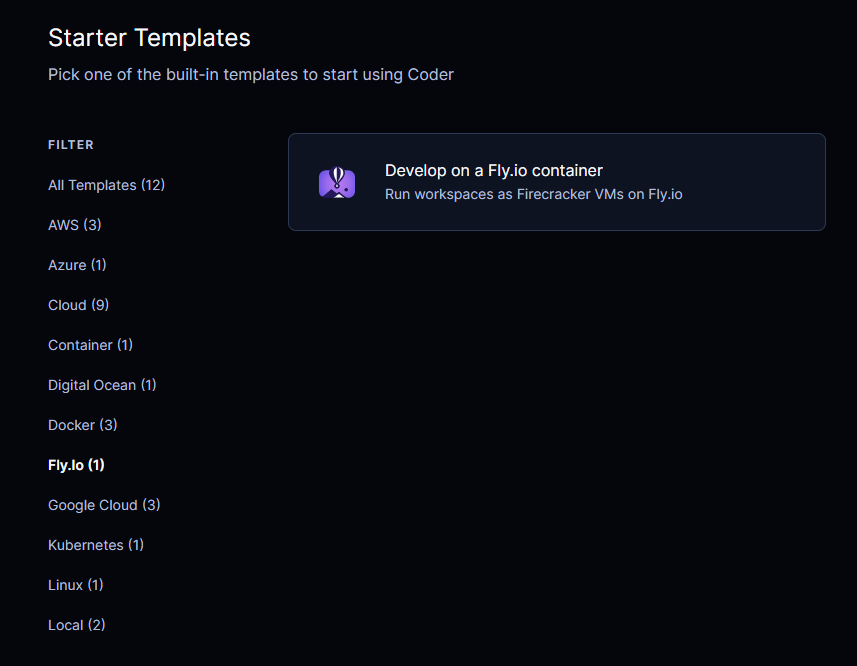 Starter Templates
Pick one of the built-in templates to start using Coder
FILTER
All Templates (12)
AWS (3)
Azure (1)
Cloud (9)
Container (1)
Digital Ocean (1)
Docker (3)
Fly.Io (1)
Google Cloud (3)
Kubernetes (1)
Linux (1)
Local (2)
Develop on a Fly.io container
Run workspaces as Firecracker VMs on Fly.io